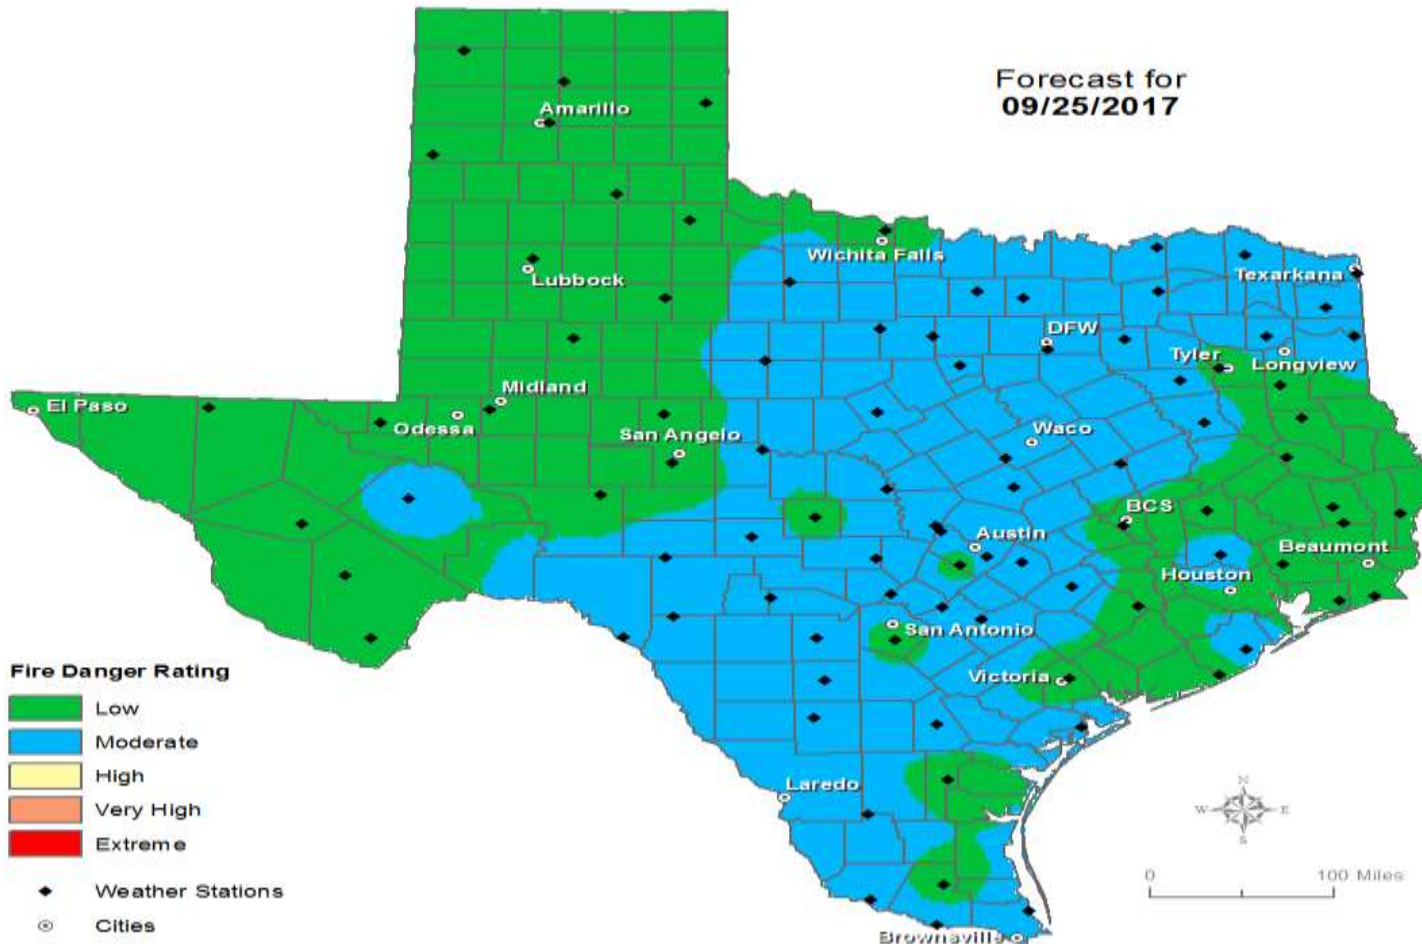 Forecast for
09/25/2017
Amarillo
Wichita Falls
Texarkana
Lubbock
DFW
Tyler
Longview
Midland
El Paso
Odessa
San Angelo
Waco
BCS
Austin
Beaumont
Houston
San Antonio
Victoria
Laredo
Brownsville
Fire Danger Rating
Low
Moderate
High
Very High
Extreme
Weather Stations
Cities
N
W E
S
0 100 Miles